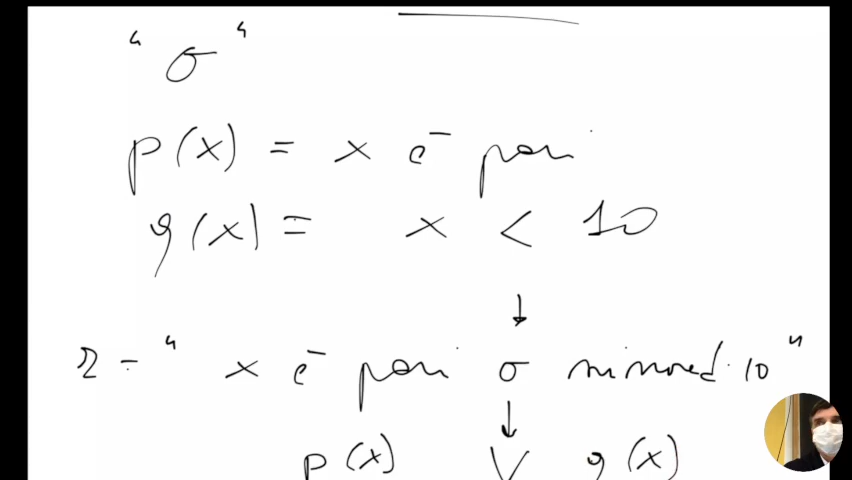 "o"
p(x) = x è pari
q(x) = x < 10
↓
r = "x è pari o minore d. 10"
↓
p(x) V q(x)